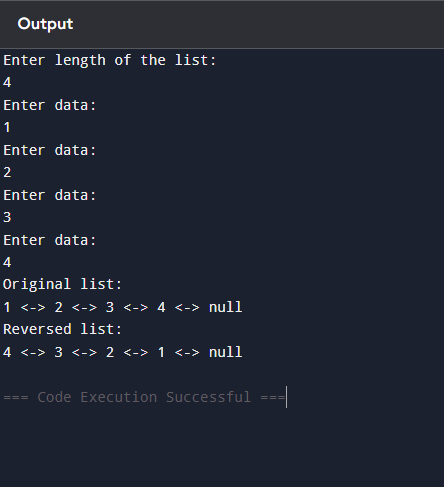 Output
Enter length of the list:
4
Enter data:
1
Enter data:
2
Enter data:
3
Enter data:
4
Original list:
1 <-> 2 <-> 3 <-> 4 <-> null
Reversed list:
4 <-> 3 <-> 2 <-> 1 <-> null
=== Code Execution Successful ===